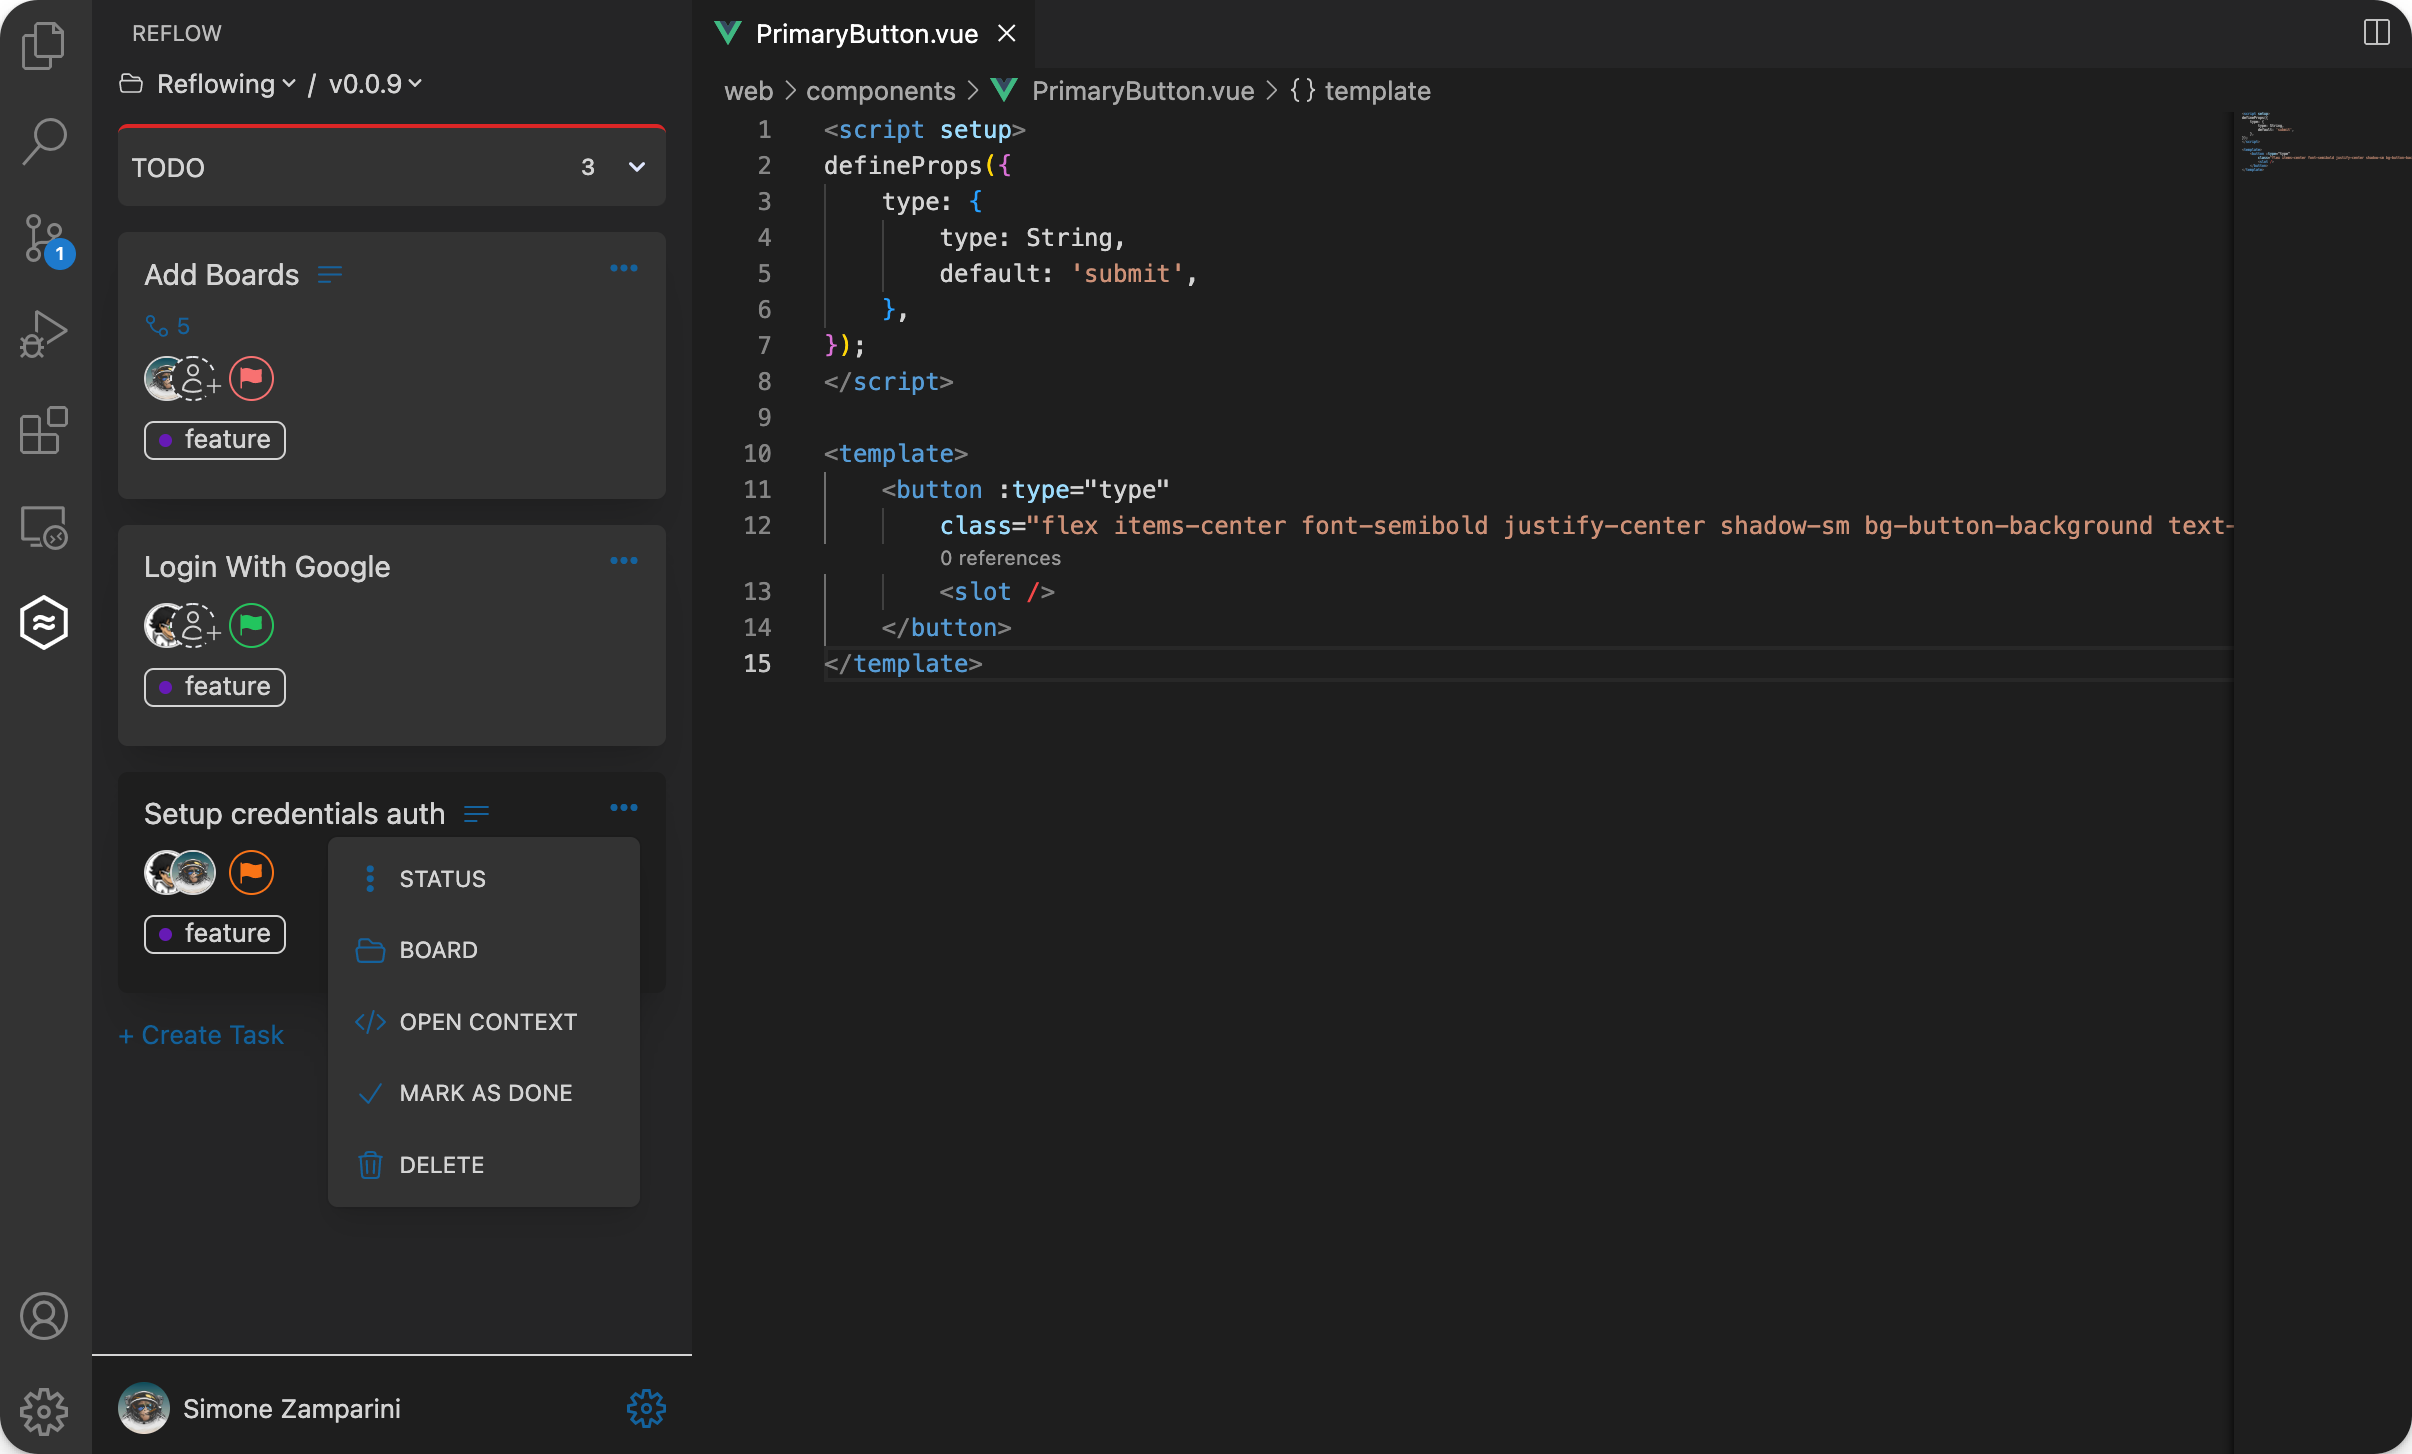 REFLOW
Reflowing / v0.0.9
TODO 3
Add Boards
5
feature
Login With Google
feature
Setup credentials auth
feature
STATUS
BOARD
OPEN CONTEXT
MARK AS DONE
DELETE
+ Create Task
Simone Zamparini
1
PrimaryButton.vue
web > components > PrimaryButton.vue > {} template
1 <script setup>
2 defineProps({
3 type: {
4 type: String,
5 default: 'submit',
6 },
7 });
8 </script>
9
10 <template>
11 <button :type="type"
12 class="flex items-center font-semibold justify-center shadow-sm bg-button-background text-
0 references
13 <slot />
14 </button>
15 </template>